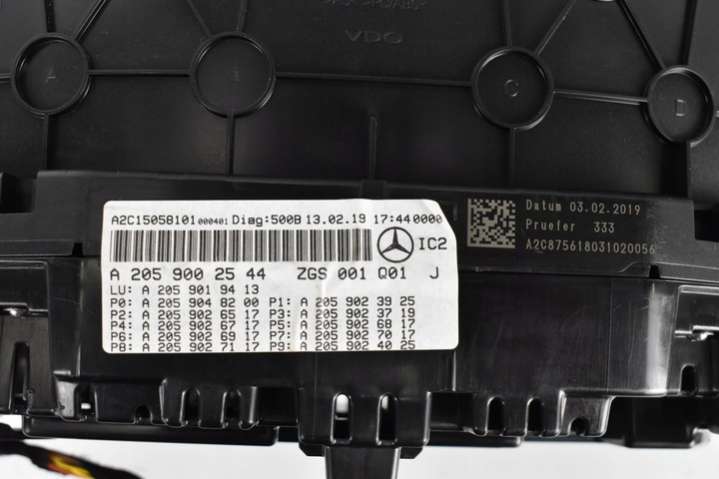 VDO
A B C D
A2C15058101 000401 Diag:500B 13.02.19 17:440000
IC2
A 205 900 25 44 ZGS 001 Q01 J
LU: A 205 901 94 13
P0: A 205 904 82 00 P1: A 205 902 39 25
P2: A 205 902 65 17 P3: A 205 902 37 19
P4: A 205 902 67 17 P5: A 205 902 68 17
P6: A 205 902 69 17 P7: A 205 902 70 17
P8: A 205 902 71 17 P9: A 205 902 40 25
Datum 03.02.2019
Pruefer 333
A2C875618031020056